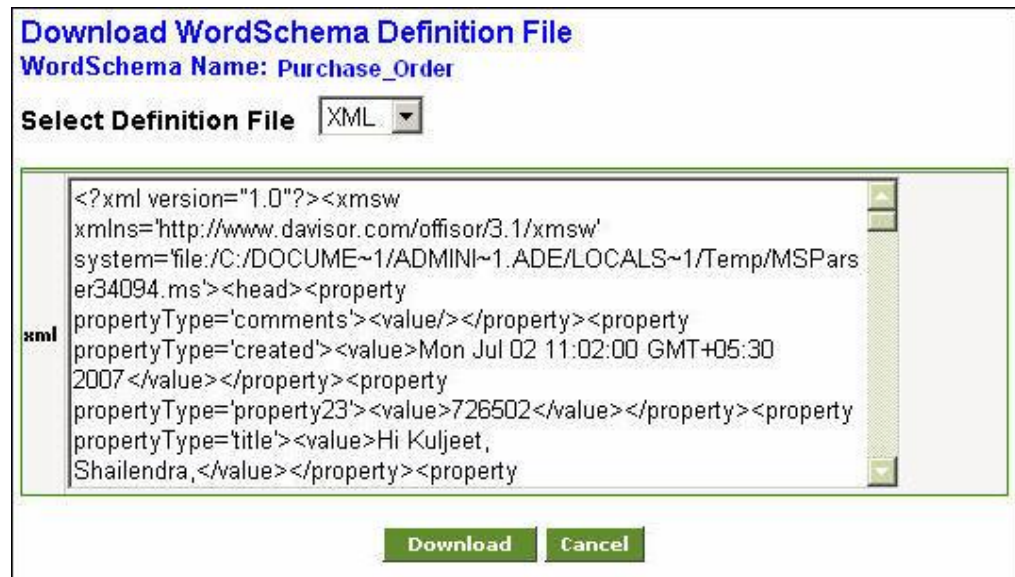 Download WordSchema Definition File
WordSchema Name: Purchase_Order
Select Definition File XML
xml
<?xml version="1.0"?><xmsw
xmlns='http://www.davisor.com/offisor/3.1/xmsw'
system='file:/C:/DOCUME~1/ADMINI~1.ADE/LOCALS~1/Temp/MSPars
er34094.ms'><head><property
propertyType='comments'><value/></property><property
propertyType='created'><value>Mon Jul 02 11:02:00 GMT+05:30
2007</value></property><property
propertyType='property23'><value>726502</value></property><property
propertyType='title'><value>Hi Kuljeet,
Shailendra,</value></property><property
Download Cancel